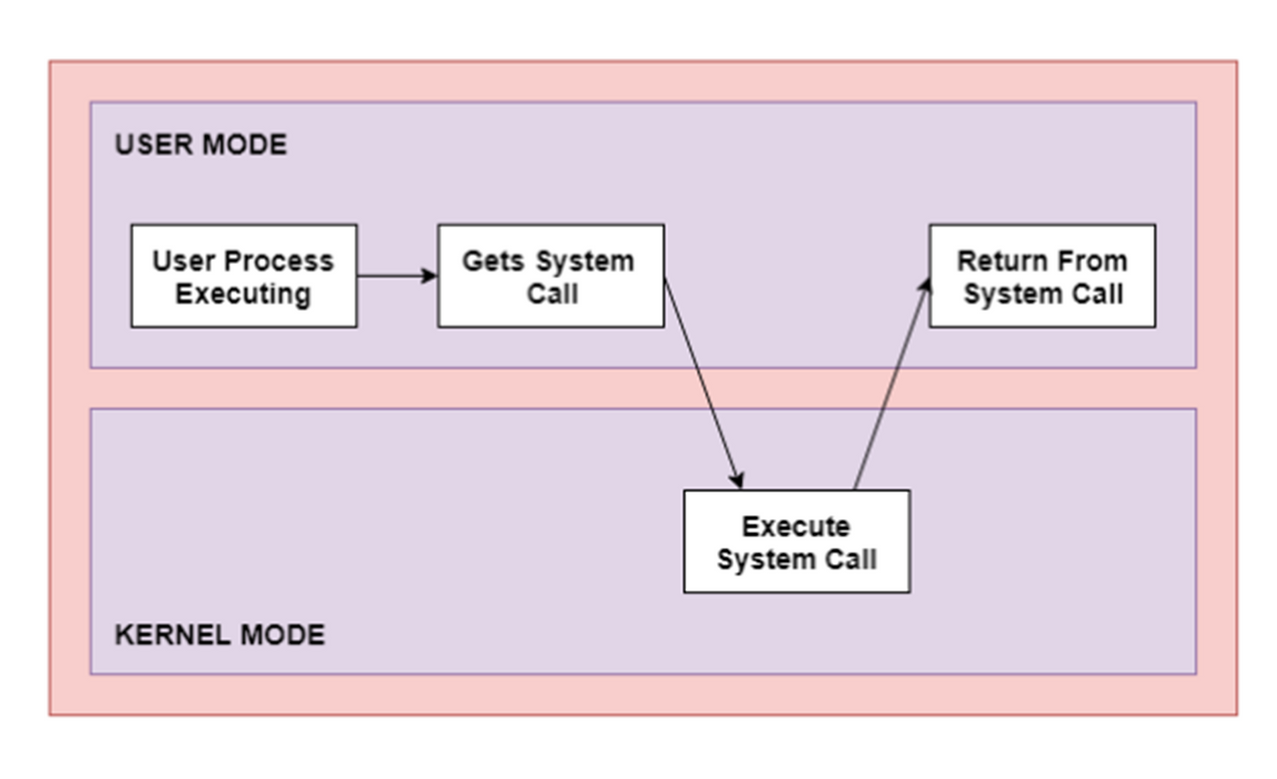 USER MODE
User Process
Executing
Gets System
Call
Return From
System Call
Execute
System Call
KERNEL MODE